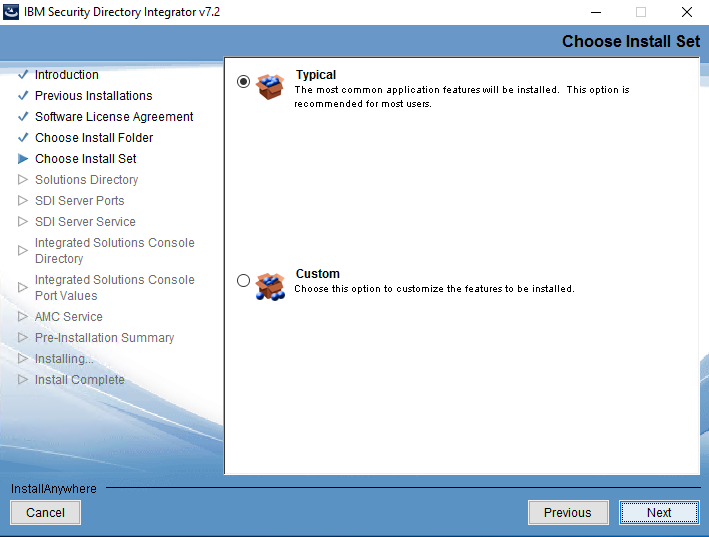 IBM Security Directory Integrator v7.2
Choose Install Set
Introduction
Previous Installations
Software License Agreement
Choose Install Folder
Choose Install Set
Solutions Directory
SDI Server Ports
SDI Server Service
Integrated Solutions Console
Directory
Integrated Solutions Console
Port Values
AMC Service
Pre-Installation Summary
Installing...
Install Complete
Typical
The most common application features will be installed.  This option is
recommended for most users.
Custom
Choose this option to customize the features to be installed.
InstallAnywhere
Cancel
Previous
Next